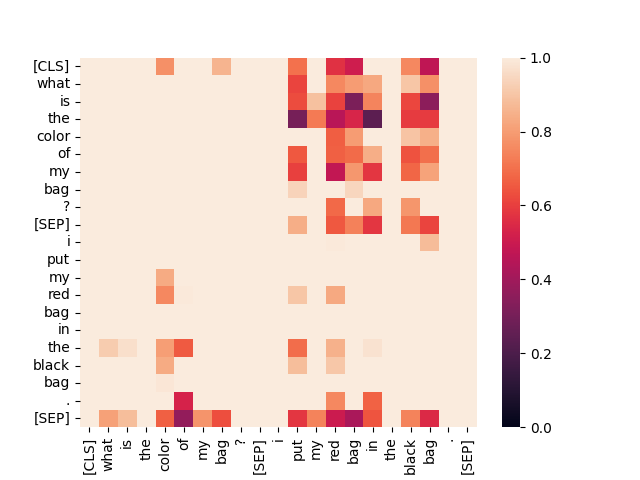 [CLS]
what
is
the
color
of
my
bag
?
[SEP]
i
put
my
red
bag
in
the
black
bag
.
[SEP]
[CLS]
what
is
the
color
of
my
bag
?
[SEP]
i
put
my
red
bag
in
the
black
bag
.
[SEP]
1.0
0.8
0.6
0.4
0.2
0.0